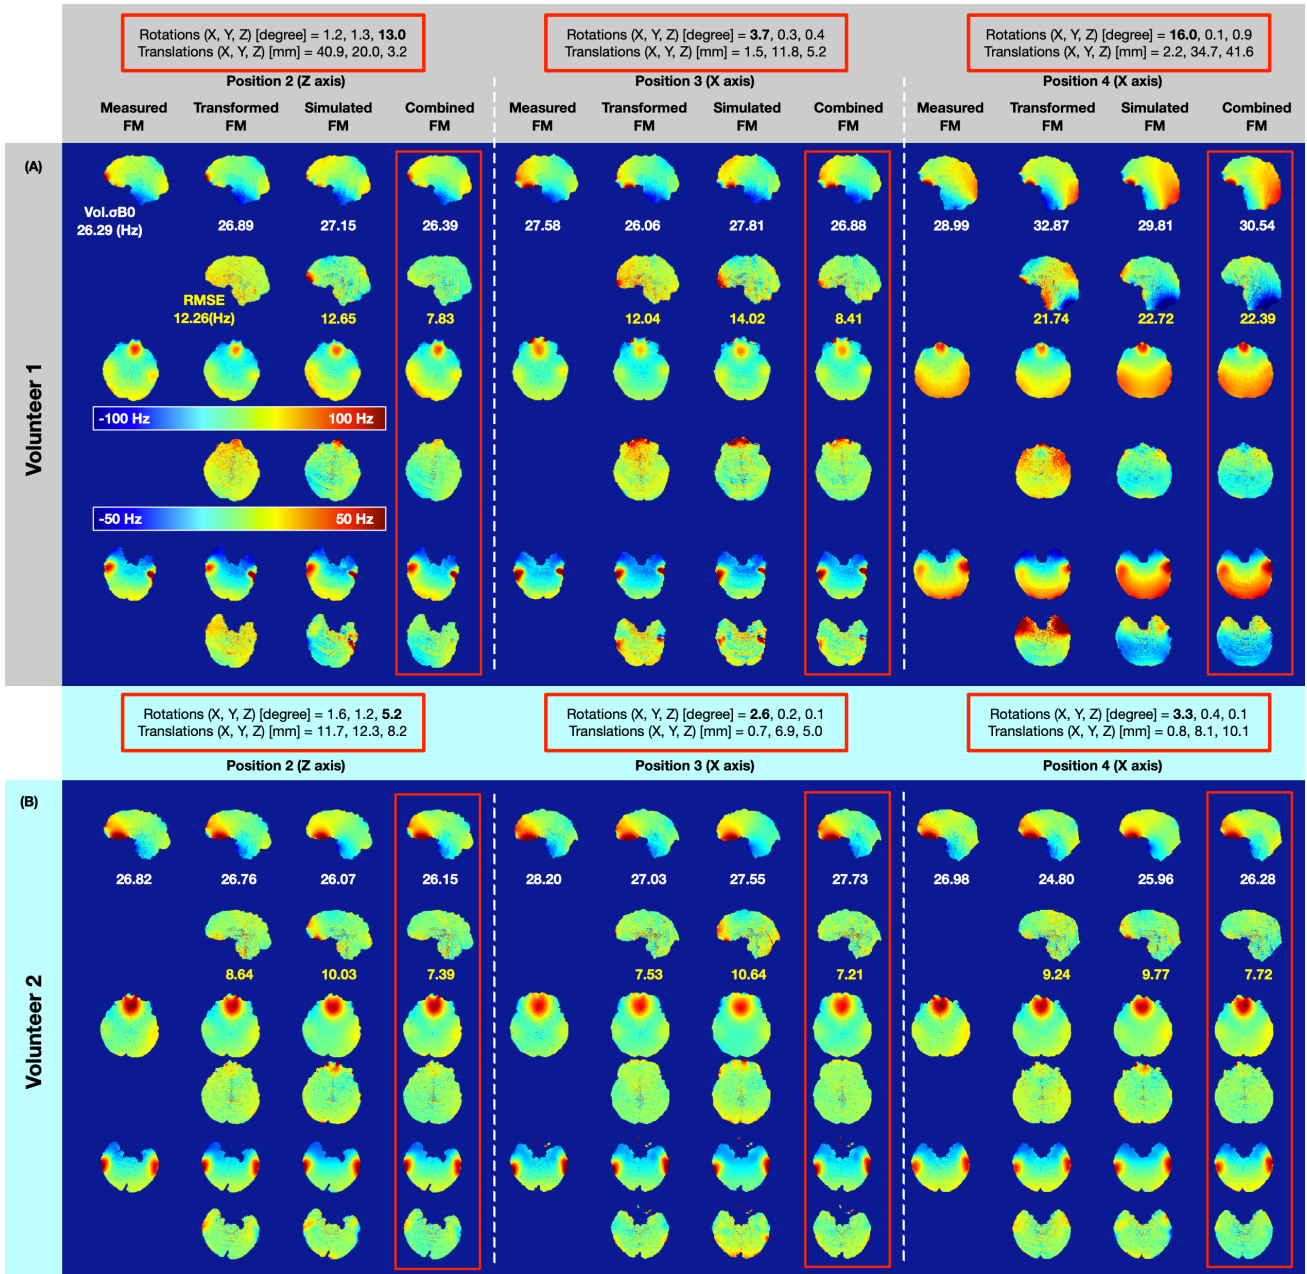 Rotations (X, Y, Z) [degree] = 1.2, 1.3, 13.0
Translations (X, Y, Z) [mm] = 40.9, 20.0, 3.2
Rotations (X, Y, Z) [degree] = 3.7, 0.3, 0.4
Translations (X, Y, Z) [mm] = 1.5, 11.8, 5.2
Rotations (X, Y, Z) [degree] = 16.0, 0.1, 0.9
Translations (X, Y, Z) [mm] = 2.2, 34.7, 41.6
Position 2 (Z axis)
Position 3 (X axis)
Position 4 (X axis)
Measured FM
Transformed FM
Simulated FM
Combined FM
Measured FM
Transformed FM
Simulated FM
Combined FM
Measured FM
Transformed FM
Simulated FM
Combined FM
Volunteer 1
(A)
Vol.σB0
26.29 (Hz)
26.89
27.15
26.39
27.58
26.06
27.81
26.88
28.99
32.87
29.81
30.54
RMSE
12.26(Hz)
12.65
7.83
12.04
14.02
8.41
21.74
22.72
22.39
-100 Hz
100 Hz
-50 Hz
50 Hz
Rotations (X, Y, Z) [degree] = 1.6, 1.2, 5.2
Translations (X, Y, Z) [mm] = 11.7, 12.3, 8.2
Rotations (X, Y, Z) [degree] = 2.6, 0.2, 0.1
Translations (X, Y, Z) [mm] = 0.7, 6.9, 5.0
Rotations (X, Y, Z) [degree] = 3.3, 0.4, 0.1
Translations (X, Y, Z) [mm] = 0.8, 8.1, 10.1
Position 2 (Z axis)
Position 3 (X axis)
Position 4 (X axis)
Volunteer 2
(B)
26.82
26.76
26.07
26.15
28.20
27.03
27.55
27.73
26.98
24.80
25.96
26.28
8.64
10.03
7.39
7.53
10.64
7.21
9.24
9.77
7.72